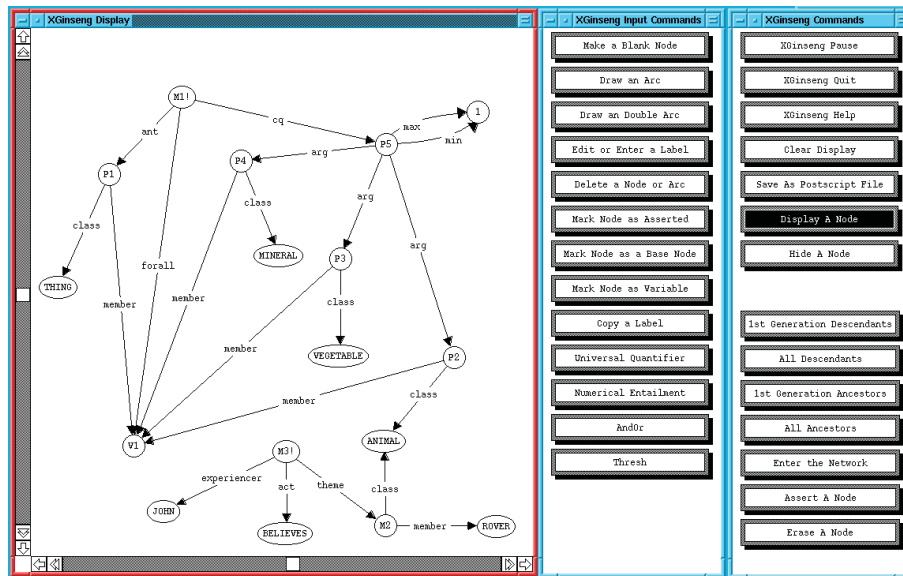 XGinseng Display
M1!
ant
cq
max
1
min
P5
arg
P4
P1
class
class
arg
arg
MINERAL
forall
P3
THING
member
member
class
member
VEGETABLE
P2
member
class
V1
M3!
ANIMAL
experiencer
act
theme
class
JOHN
BELIEVES
M2
member
ROVER
XGinseng Input Commands
Make a Blank Node
Draw an Arc
Draw an Double Arc
Edit or Enter a Label
Delete a Node or Arc
Mark Node as Asserted
Mark Node as a Base Node
Mark Node as Variable
Copy a Label
Universal Quantifier
Numerical Entailment
AndOr
Thresh
XGinseng Commands
XGinseng Pause
XGinseng Quit
XGinseng Help
Clear Display
Save As Postscript File
Display A Node
Hide A Node
1st Generation Descendants
All Descendants
1st Generation Ancestors
All Ancestors
Enter the Network
Assert A Node
Erase A Node